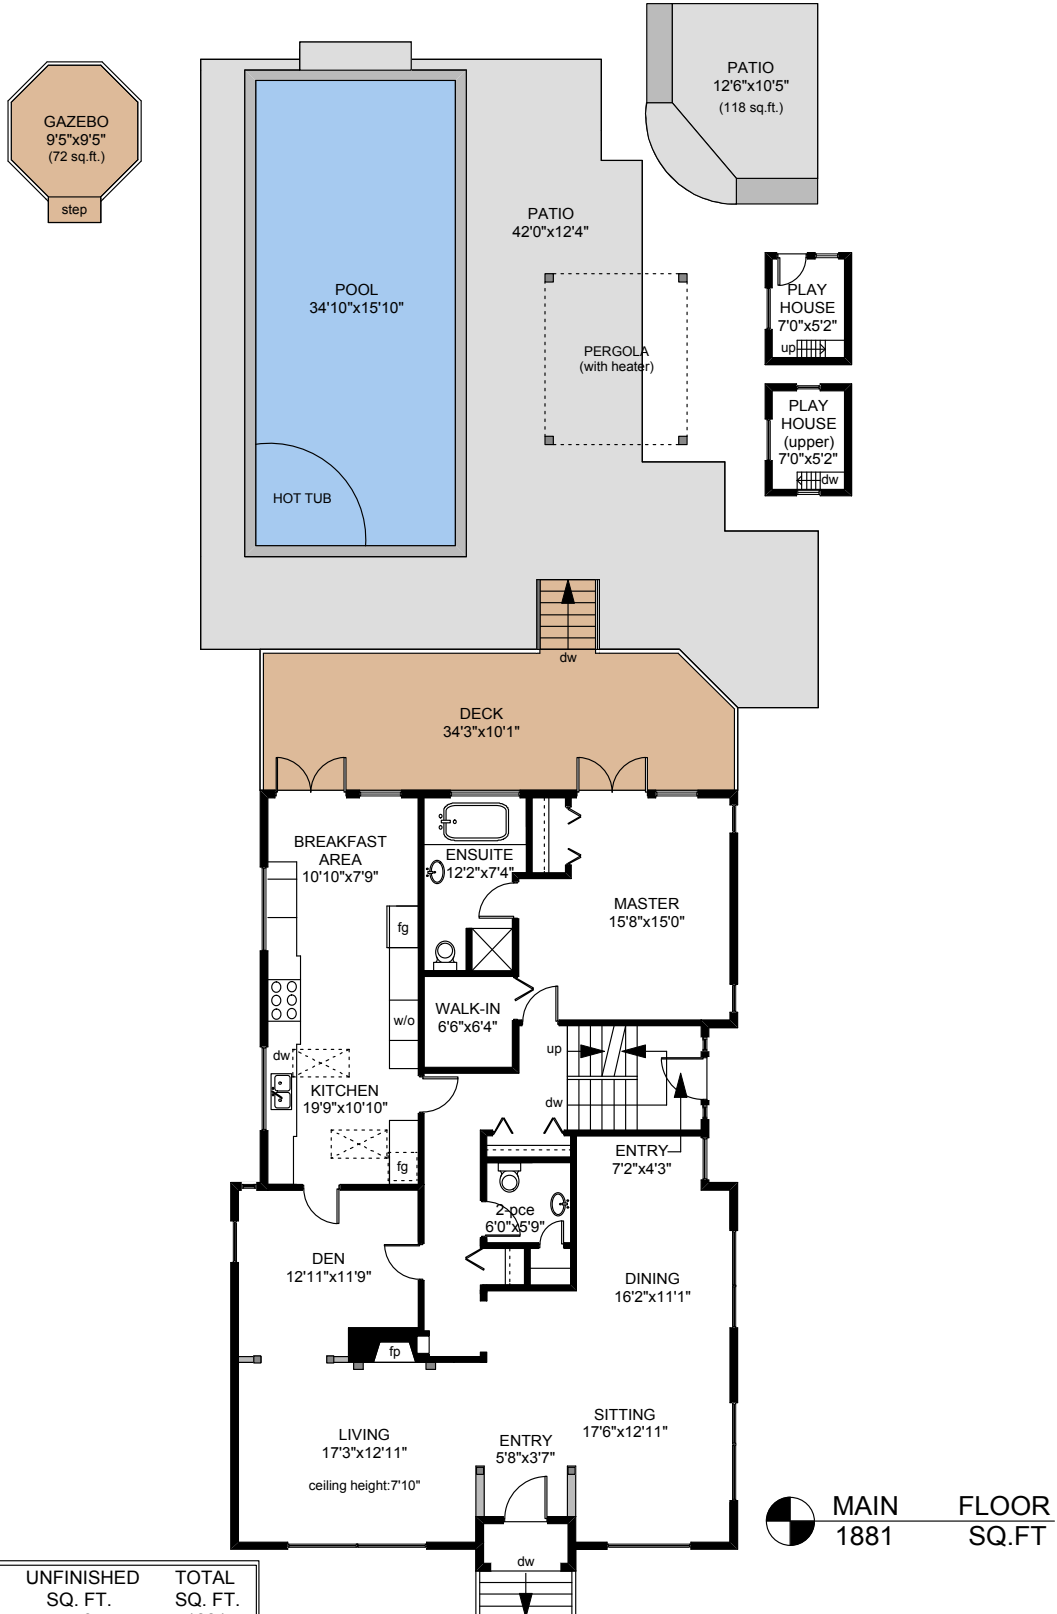 GAZEBO
9'5"x9'5"
(72 sq.ft.)
step
PATIO
12'6"x10'5"
(118 sq.ft.)
PATIO
42'0"x12'4"
POOL
34'10"x15'10"
PLAY
HOUSE
7'0"x5'2"
up
PERGOLA
(with heater)
PLAY
HOUSE
(upper)
7'0"x5'2"
dw
HOT TUB
dw
DECK
34'3"x10'1"
BREAKFAST
AREA
10'10"x7'9"
ENSUITE
12'2"x7'4"
MASTER
15'8"x15'0"
fg
WALK-IN
6'6"x6'4"
w/o
up
dw
KITCHEN
19'9"x10'10"
dw
ENTRY
7'2"x4'3"
fg
2-pce
6'0"x5'9"
DEN
12'11"x11'9"
DINING
16'2"x11'1"
fp
LIVING
17'3"x12'11"
ceiling height:7'10"
ENTRY
5'8"x3'7"
SITTING
17'6"x12'11"
dw
MAIN FLOOR
1881 SQ.FT
UNFINISHED TOTAL
SQ. FT. SQ. FT.